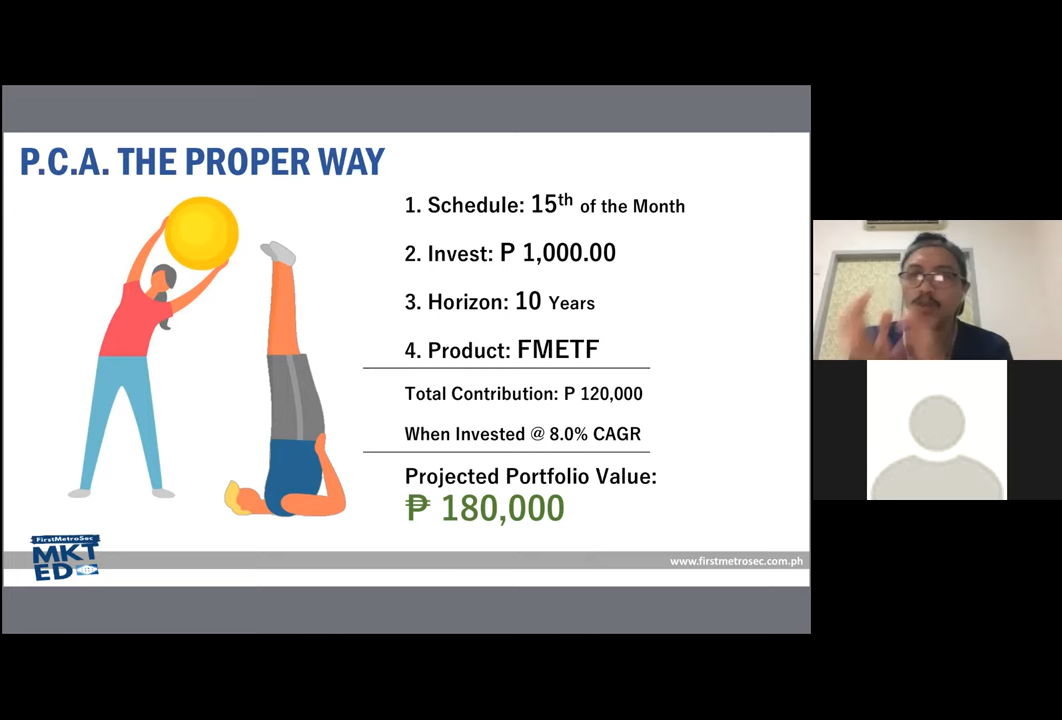 P.C.A. THE PROPER WAY
1. Schedule: 15th of the Month
2. Invest: P 1,000.00
3. Horizon: 10 Years
4. Product: FMETF
Total Contribution: P 120,000
When Invested @ 8.0% CAGR
Projected Portfolio Value:
₱ 180,000
FirstMetroSec
MKT
ED
www.firstmetrosec.com.ph